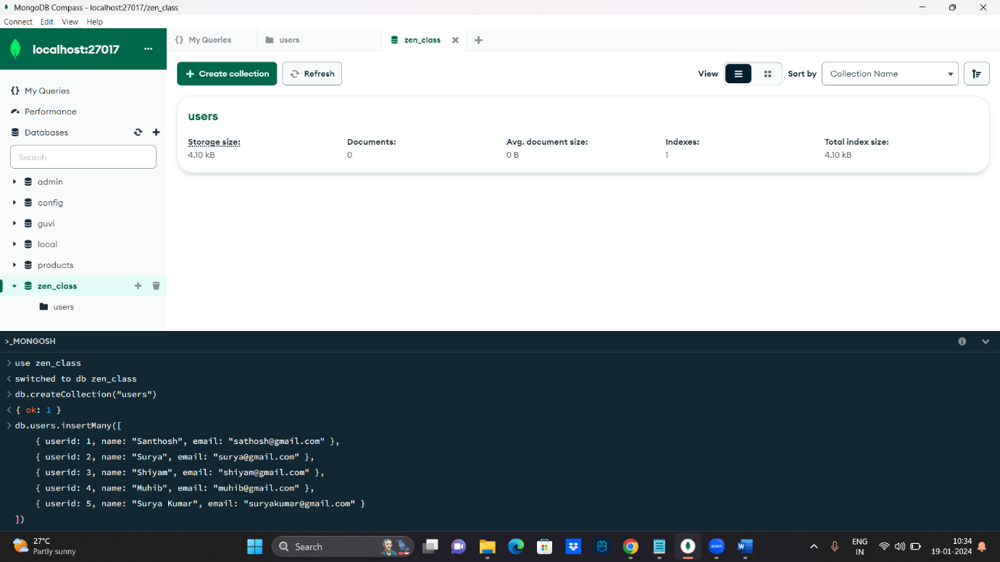 MongoDB Compass - localhost:27017/zen_class
Connect Edit View Help
localhost:27017 ...
{} My Queries
users
zen_class
My Queries
Performance
Databases
Search
admin
config
guvi
local
products
zen_class
users
+ Create collection
Refresh
View
Sort by
Collection Name
users
Storage size: Documents: Avg. document size: Indexes: Total index size:
4.10 kB 0 0 B 1 4.10 kB
>_MONGOSH
> use zen_class
< switched to db zen_class
> db.createCollection("users")
< { ok: 1 }
> db.users.insertMany([
{ userid: 1, name: "Santhosh", email: "sathosh@gmail.com" },
{ userid: 2, name: "Surya", email: "surya@gmail.com" },
{ userid: 3, name: "Shiyam", email: "shiyam@gmail.com" },
{ userid: 4, name: "Muhib", email: "muhib@gmail.com" },
{ userid: 5, name: "Surya Kumar", email: "suryakumar@gmail.com" }
])
27°C
Partly sunny
Search
zoom
ENG
IN
10:34
19-01-2024